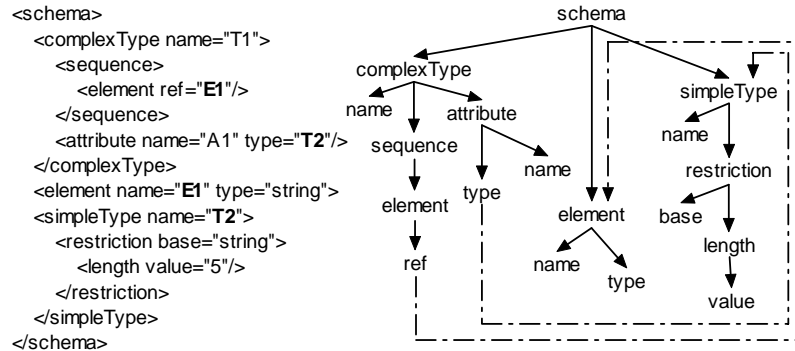 <schema>
<complexType name="T1">
<sequence>
<element ref="E1"/>
</sequence>
<attribute name="A1" type="T2"/>
</complexType>
<element name="E1" type="string">
<simpleType name="T2">
<restriction base="string">
<length value="5"/>
</restriction>
</simpleType>
</schema>
schema
complexType
simpleType
name
attribute
name
sequence
name
restriction
type
element
element
base
length
ref
name
type
value